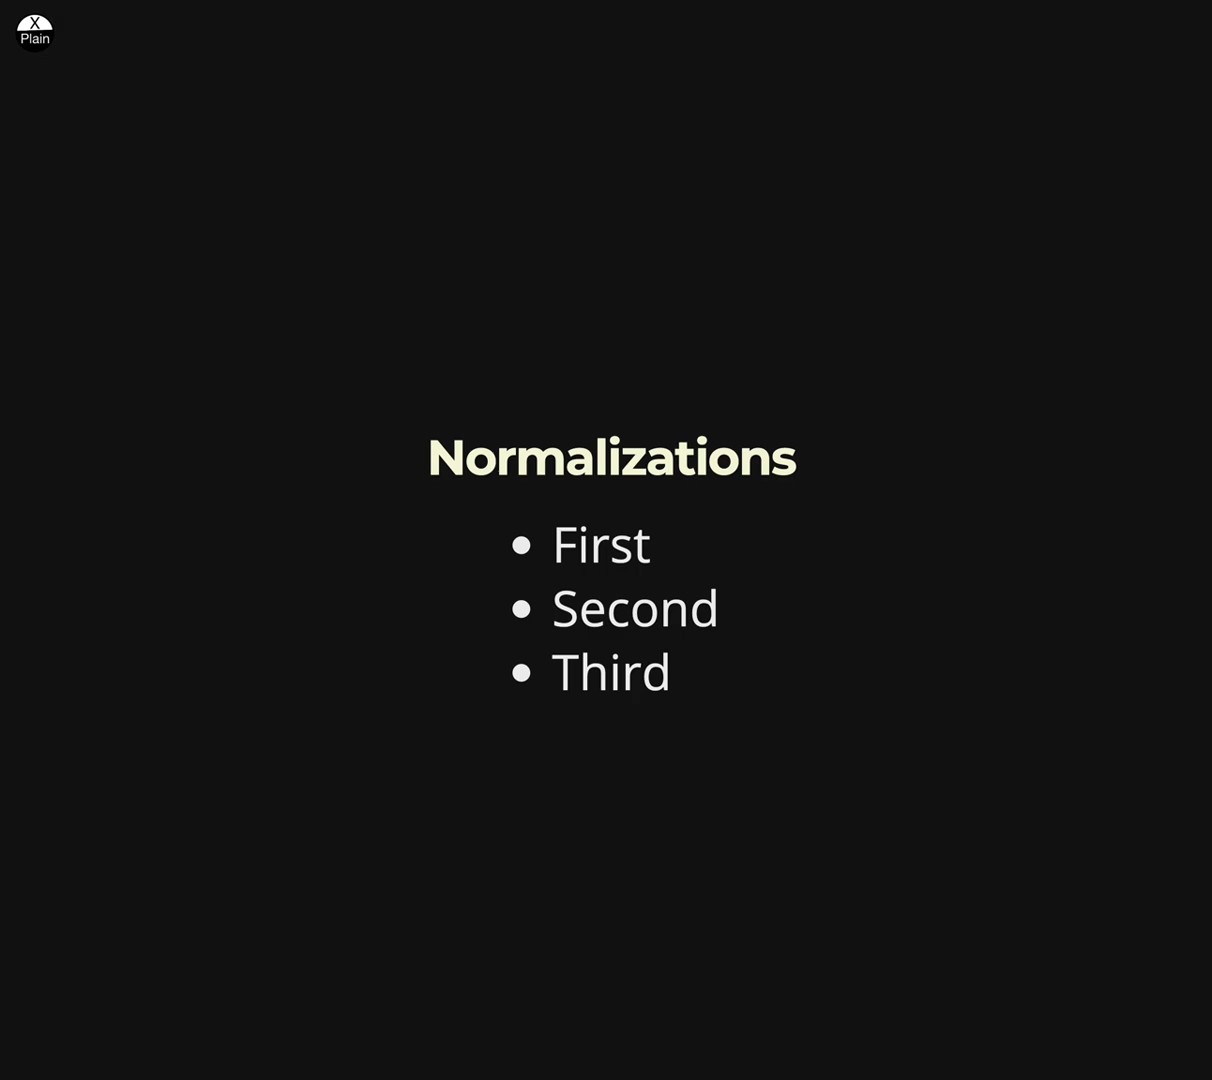 X
Plain
Normalizations
First
Second
Third